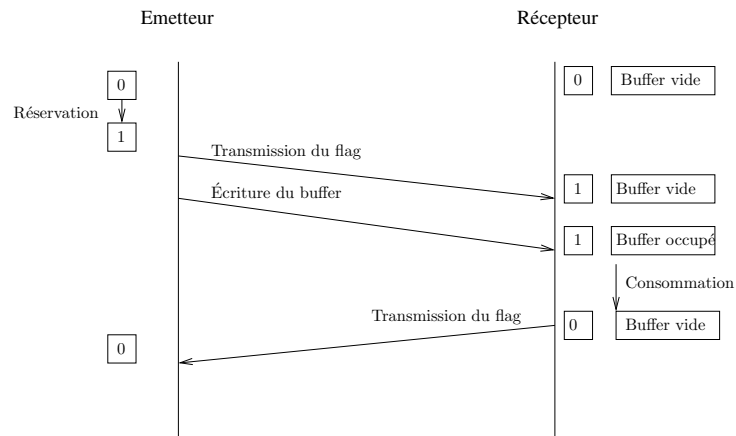 Emetteur
Récepteur
0
0
Buffer vide
Réservation
1
Transmission du flag
1
Buffer vide
Écriture du buffer
1
Buffer occupé
Consommation
Transmission du flag
0
Buffer vide
0